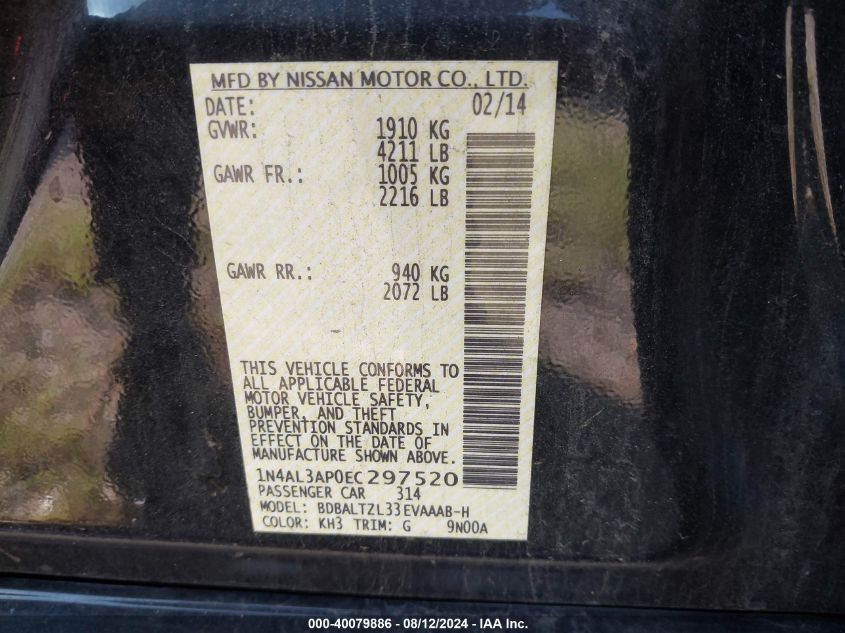 MFD BY NISSAN MOTOR CO., LTD.
DATE: 02/14
GVWR: 1910 KG
4211 LB
GAWR FR.: 1005 KG
2216 LB
GAWR RR.: 940 KG
2072 LB
THIS VEHICLE CONFORMS TO
ALL APPLICABLE FEDERAL
MOTOR VEHICLE SAFETY,
BUMPER, AND THEFT
PREVENTION STANDARDS IN
EFFECT ON THE DATE OF
MANUFACTURE SHOWN ABOVE.
1N4AL3AP0EC297520
PASSENGER CAR 314
MODEL: BDBALTZL33EVAAAB-H
COLOR: KH3 TRIM: G 9N00A
000-40079886 - 08/12/2024 - IAA Inc.